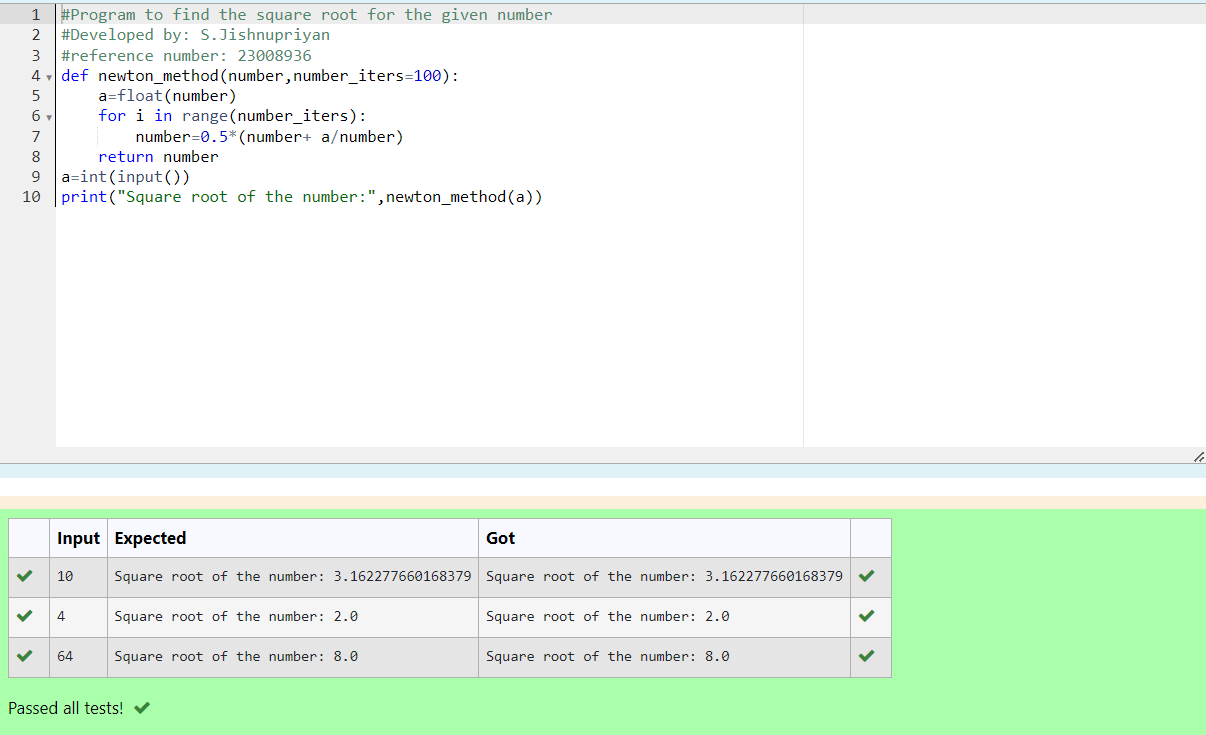 1 #Program to find the square root for the given number
2 #Developed by: S.Jishnupriyan
3 #reference number: 23008936
4 def newton_method(number,number_iters=100):
5     a=float(number)
6     for i in range(number_iters):
7         number=0.5*(number+ a/number)
8     return number
9 a=int(input())
10 print("Square root of the number:",newton_method(a))
Input Expected Got
10 Square root of the number: 3.162277660168379 Square root of the number: 3.162277660168379
4 Square root of the number: 2.0 Square root of the number: 2.0
64 Square root of the number: 8.0 Square root of the number: 8.0
Passed all tests!